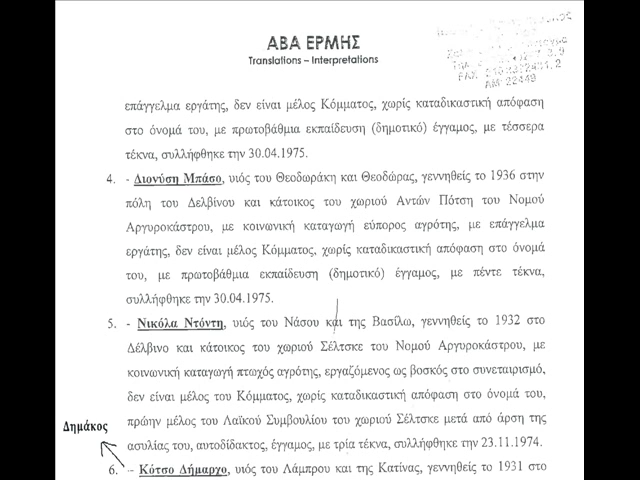 ΑΒΑ ΕΡΜΗΣ
Translations – Interpretations
επάγγελμα εργάτης, δεν είναι μέλος Κόμματος, χωρίς καταδικαστική απόφαση
στο όνομά του, με πρωτοβάθμια εκπαίδευση (δημοτικό) έγγαμος, με τέσσερα
τέκνα, συλλήφθηκε την 30.04.1975.
4. - Διονύση Μπάσο, υιός του Θεοδωράκη και Θεοδώρας, γεννηθείς το 1936 στην
πόλη του Δελβίνου και κάτοικος του χωριού Αντών Πότση του Νομού
Αργυροκάστρου, με κοινωνική καταγωγή εύπορος αγρότης, με επάγγελμα
εργάτης, δεν είναι μέλος Κόμματος, χωρίς καταδικαστική απόφαση στο όνομά
του, με πρωτοβάθμια εκπαίδευση (δημοτικό) έγγαμος, με πέντε τέκνα,
συλλήφθηκε την 30.04.1975.
5. - Νικόλα Ντόντη, υιός του Νάσου και της Βασίλω, γεννηθείς το 1932 στο
Δέλβινο και κάτοικος του χωριού Σέλτσκε του Νομού Αργυροκάστρου, με
κοινωνική καταγωγή πτωχός αγρότης, εργαζόμενος ως βοσκός στο συνεταιρισμό,
δεν είναι μέλος του Κόμματος, χωρίς καταδικαστική απόφαση στο όνομά του,
πρώην μέλος του Λαϊκού Συμβουλίου του χωριού Σέλτσκε μετά από άρση της
ασυλίας του, αυτοδίδακτος, έγγαμος, με τρία τέκνα, συλλήφθηκε την 23.11.1974.
Δημάκος
6. – Κότσο Δήμαρχο, υιός του Λάμπρου και της Κατίνας, γεννηθείς το 1931 στο